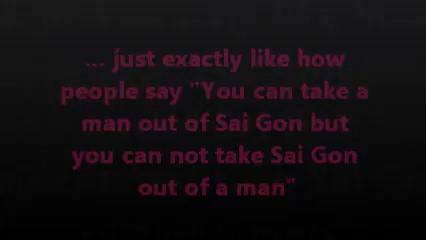 ... just exactly like how
people say "You can take a
man out of Sai Gon but
you can not take Sai Gon
out of a man"